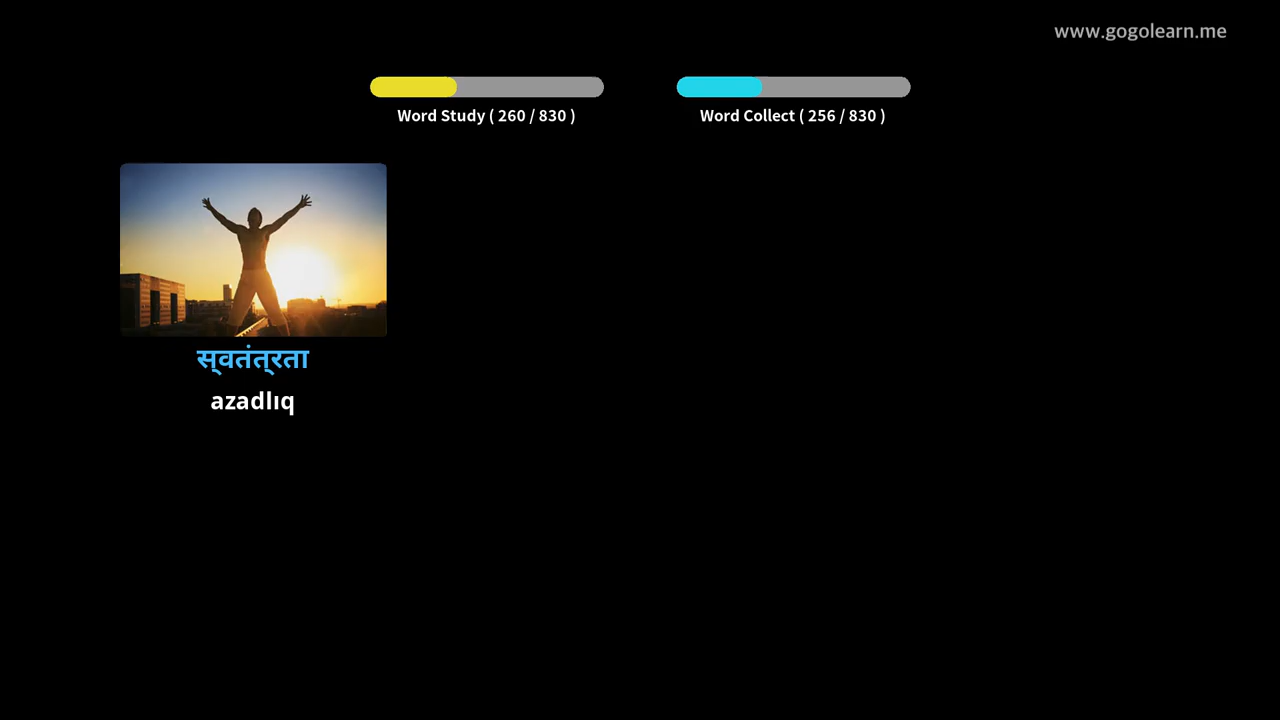 www.gogolearn.me
Word Study ( 260 / 830 )
Word Collect ( 256 / 830 )
स्वतंत्रता
azadlıq